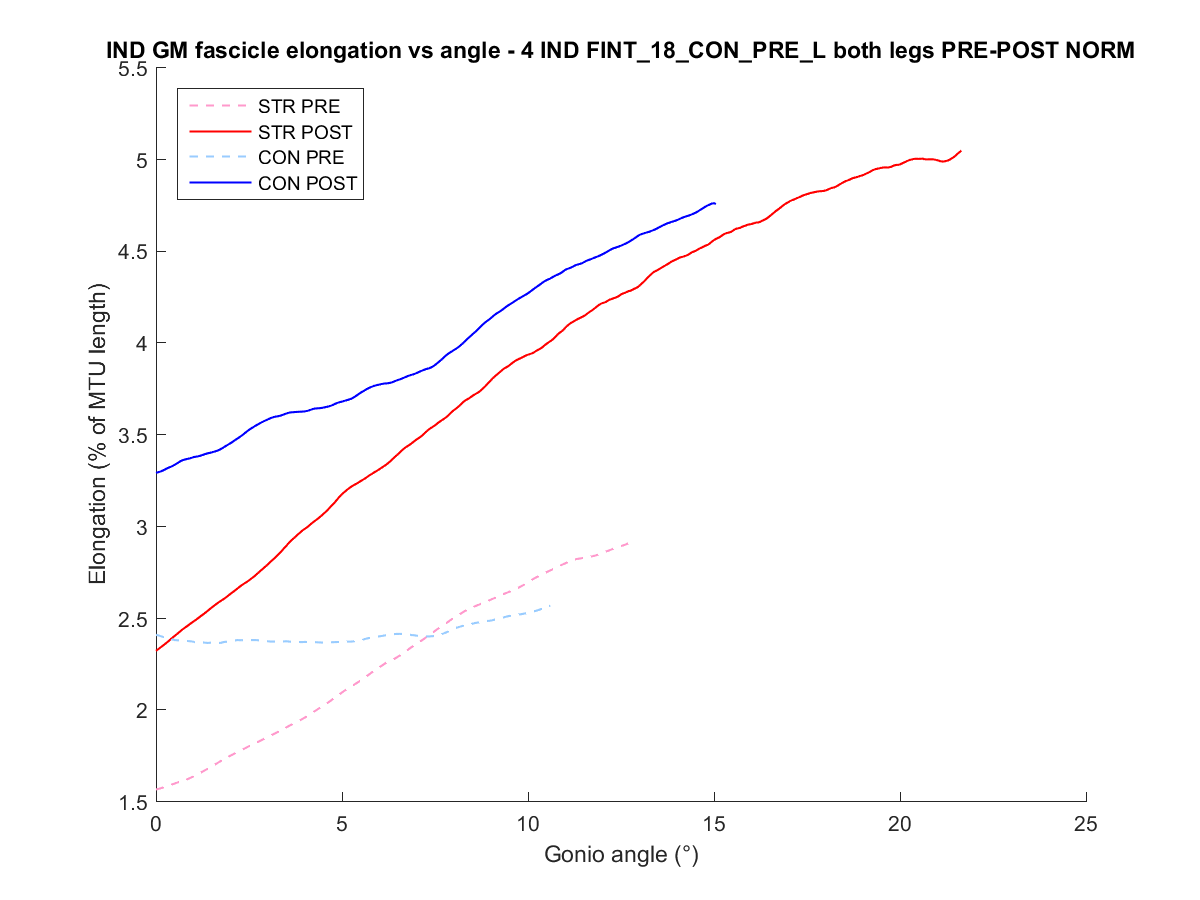 IND GM fascicle elongation vs angle - 4 IND FINT_18_CON_PRE_L both legs PRE-POST NORM
5.5
STR PRE
STR POST
CON PRE
CON POST
5
4.5
4
3.5
3
2.5
2
1.5
Elongation (% of MTU length)
0 5 10 15 20 25
Gonio angle (°)